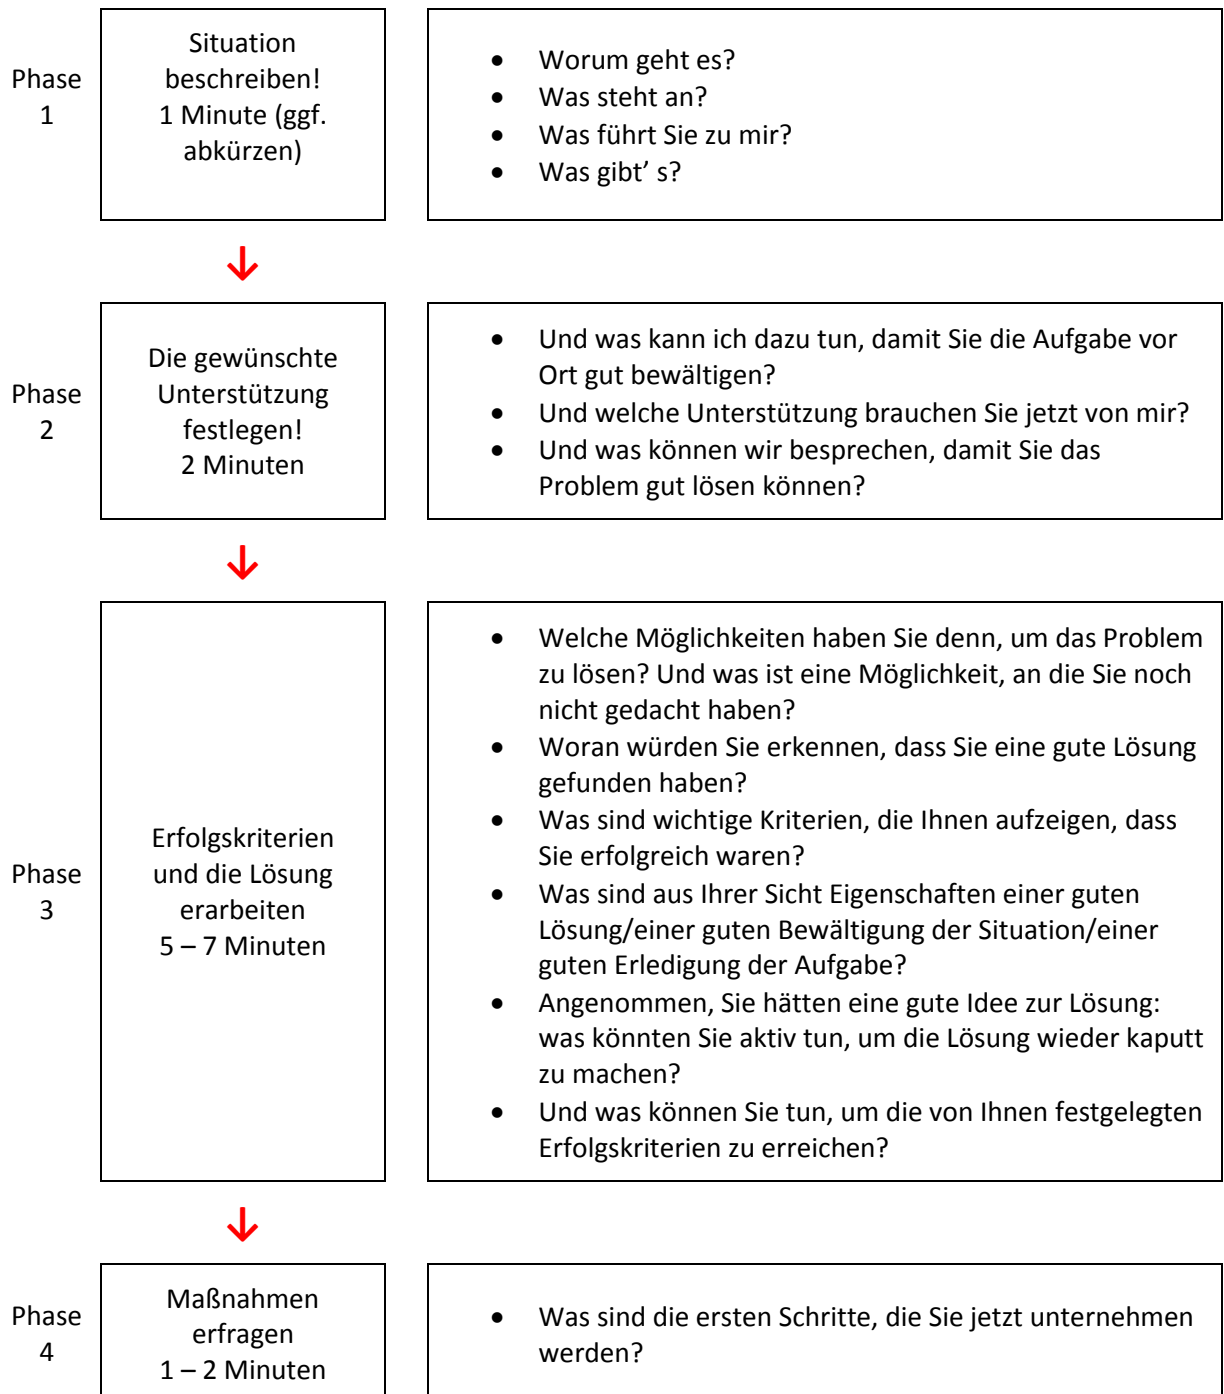 Phase
1
Situation
beschreiben!
1 Minute (ggf.
abkürzen)
• Worum geht es?
• Was steht an?
• Was führt Sie zu mir?
• Was gibt’ s?
Phase
2
Die gewünschte
Unterstützung
festlegen!
2 Minuten
• Und was kann ich dazu tun, damit Sie die Aufgabe vor
Ort gut bewältigen?
• Und welche Unterstützung brauchen Sie jetzt von mir?
• Und was können wir besprechen, damit Sie das
Problem gut lösen können?
Phase
3
Erfolgskriterien
und die Lösung
erarbeiten
5 – 7 Minuten
• Welche Möglichkeiten haben Sie denn, um das Problem
zu lösen? Und was ist eine Möglichkeit, an die Sie noch
nicht gedacht haben?
• Woran würden Sie erkennen, dass Sie eine gute Lösung
gefunden haben?
• Was sind wichtige Kriterien, die Ihnen aufzeigen, dass
Sie erfolgreich waren?
• Was sind aus Ihrer Sicht Eigenschaften einer guten
Lösung/einer guten Bewältigung der Situation/einer
guten Erledigung der Aufgabe?
• Angenommen, Sie hätten eine gute Idee zur Lösung:
was könnten Sie aktiv tun, um die Lösung wieder kaputt
zu machen?
• Und was können Sie tun, um die von Ihnen festgelegten
Erfolgskriterien zu erreichen?
Phase
4
Maßnahmen
erfragen
1 – 2 Minuten
• Was sind die ersten Schritte, die Sie jetzt unternehmen
werden?